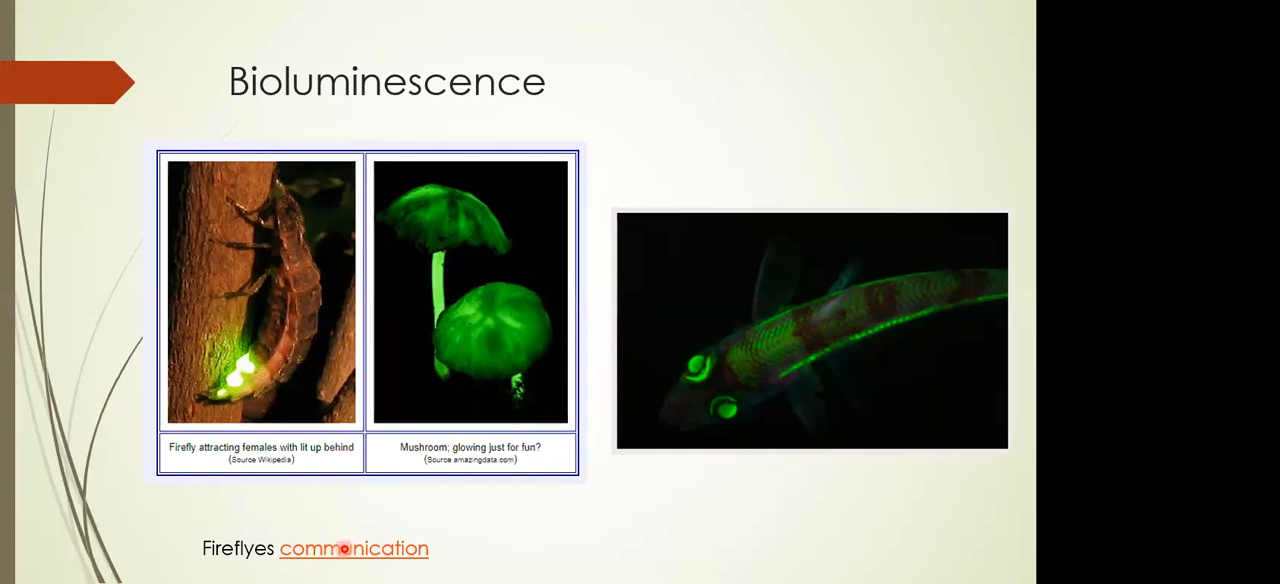 Bioluminescence
Firefly attracting females with lit up behind
(Source Wikipedia)
Mushroom; glowing just for fun?
(Source amazingdata.com)
Fireflyes communication